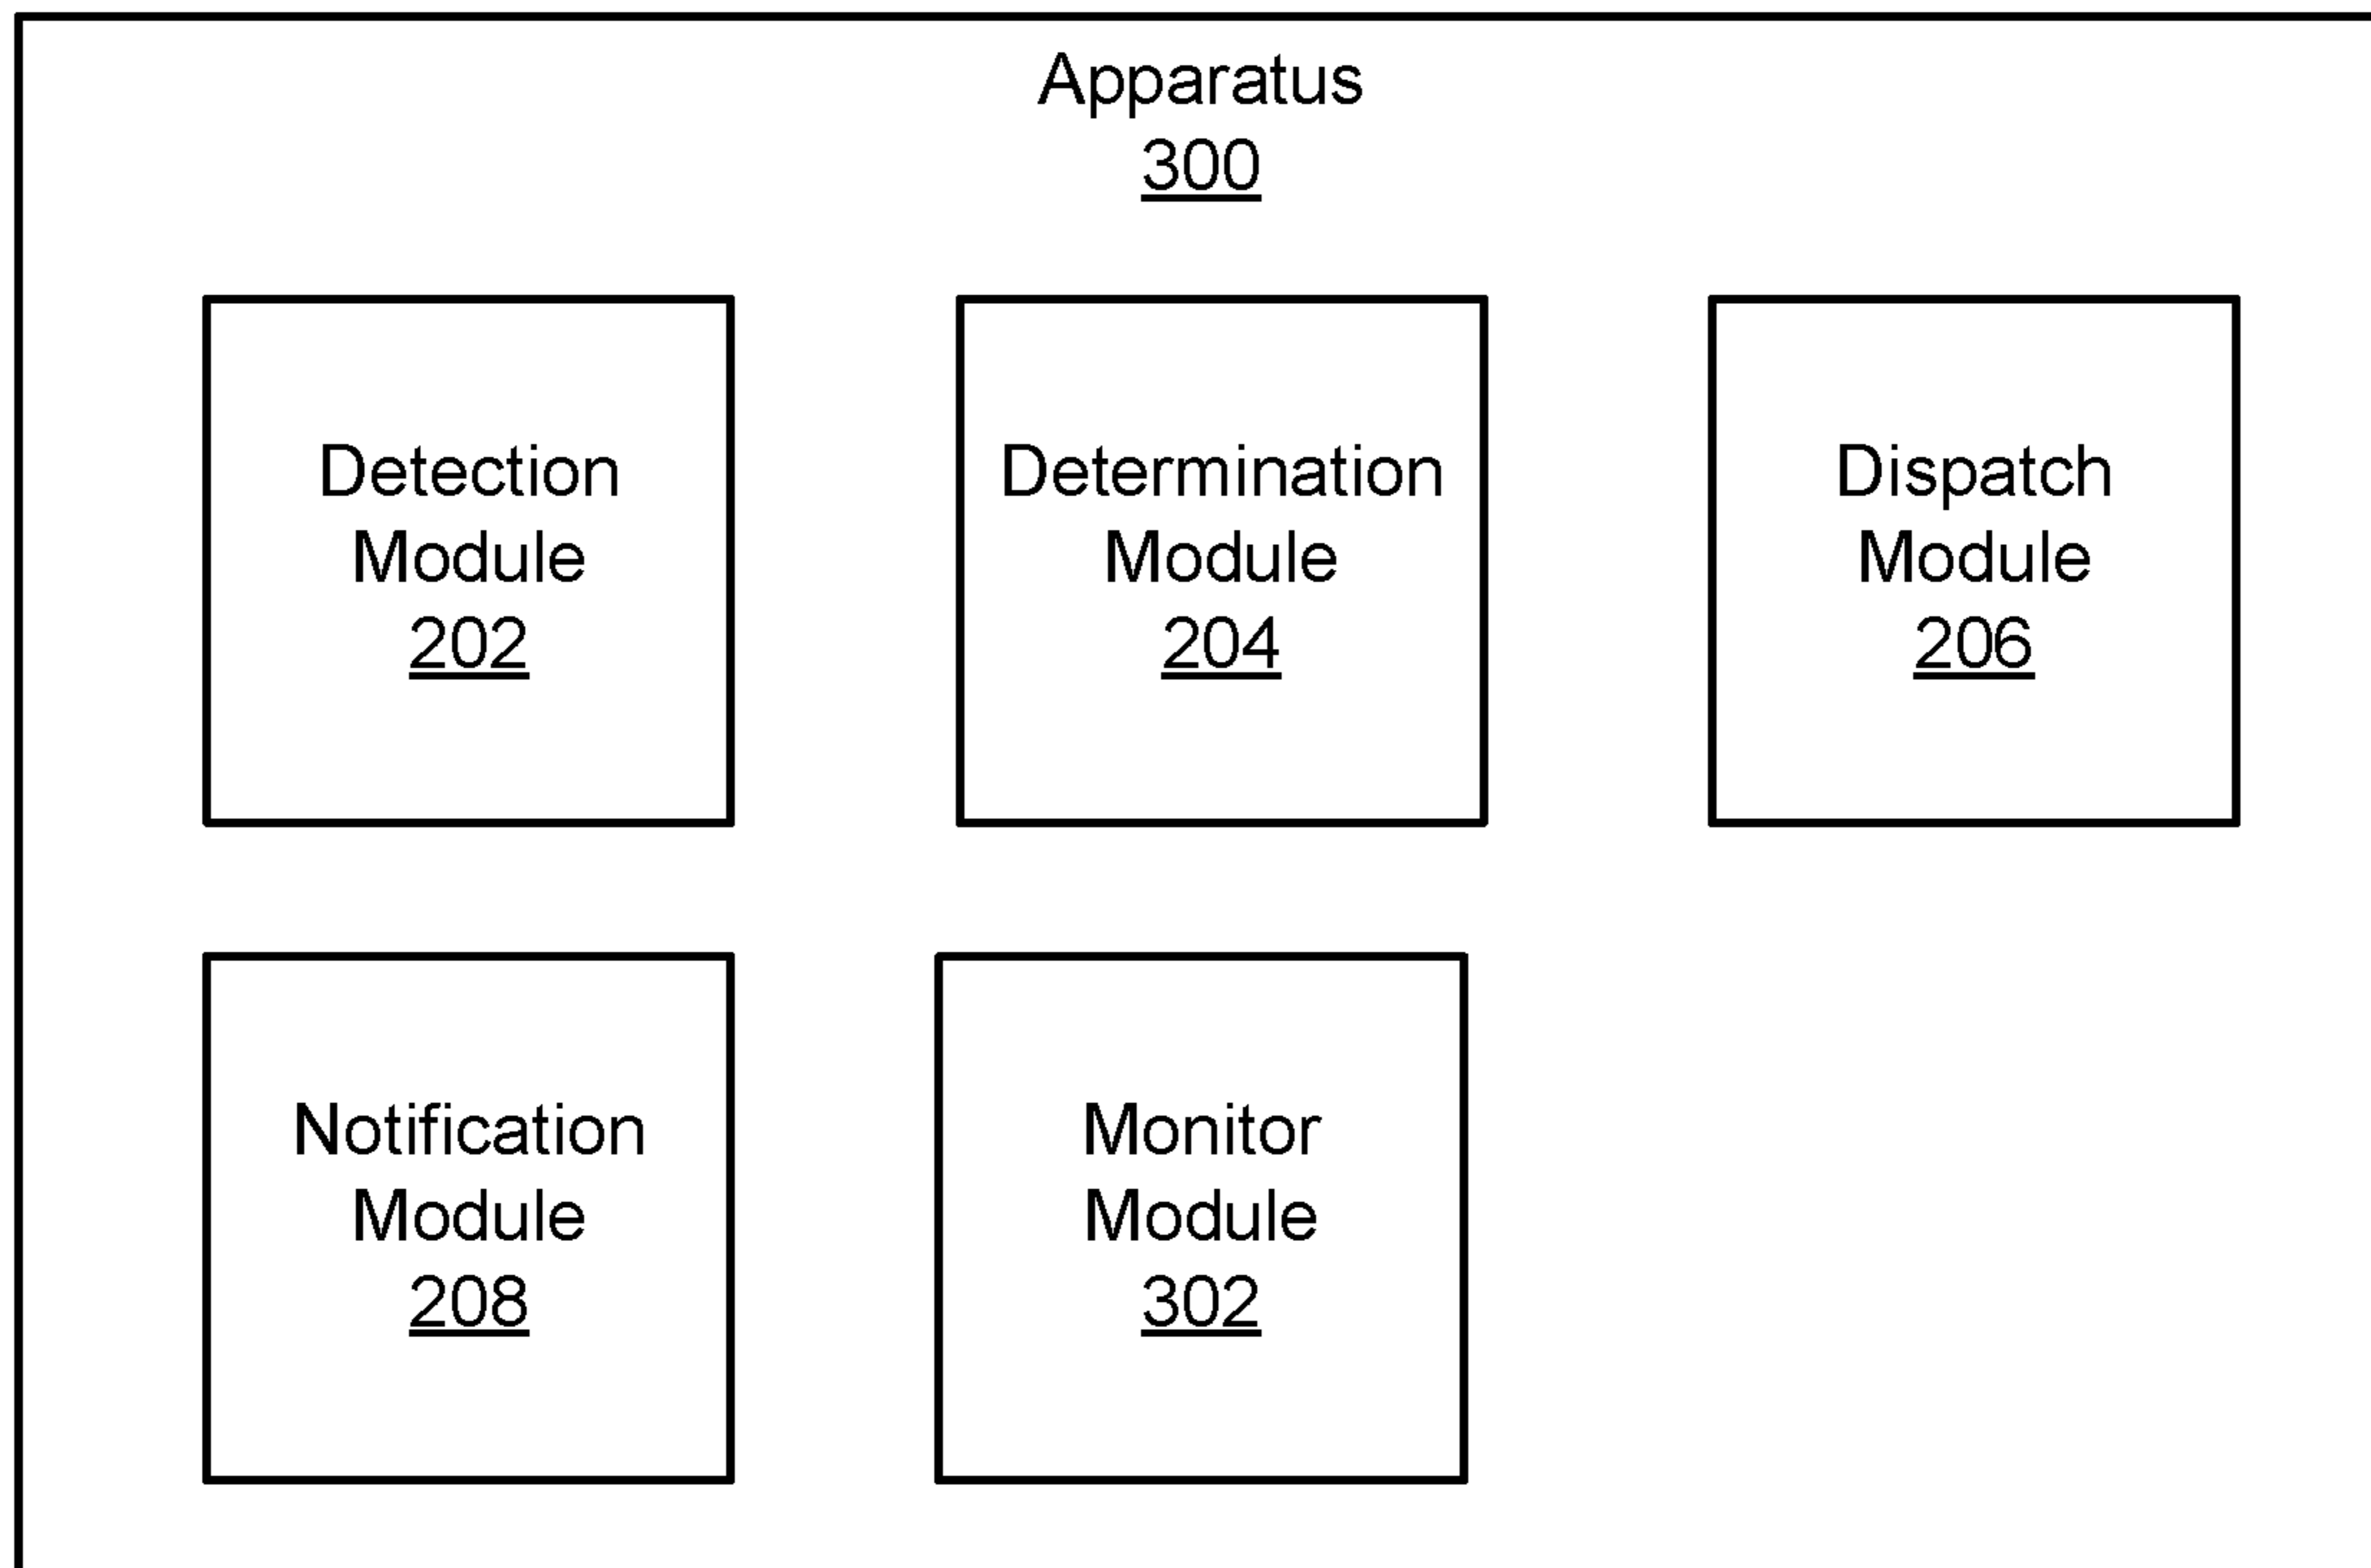 Apparatus
300
Detection
Module
202
Determination
Module
204
Dispatch
Module
206
Notification
Module
208
Monitor
Module
302